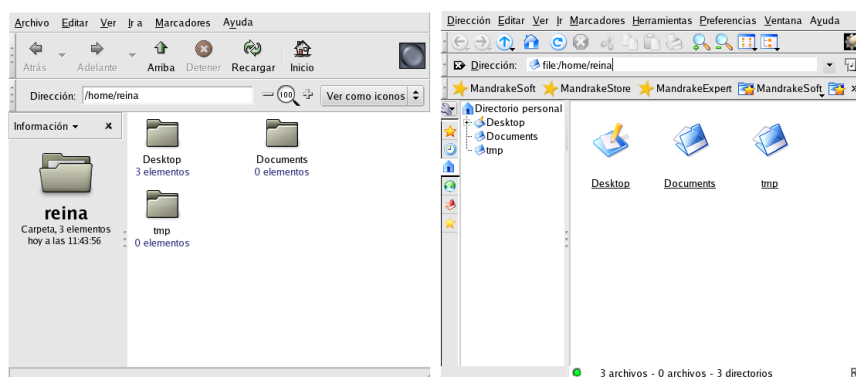 Archivo Editar Ver Ir a Marcadores Ayuda
Atrás Adelante Arriba Detener Recargar Inicio
Dirección: /home/reina 100 Ver como iconos
Información x
reina
Carpeta, 3 elementos
hoy a las 11:43:56
Desktop
3 elementos
Documents
0 elementos
tmp
0 elementos
Dirección Editar Ver Ir Marcadores Herramientas Preferencias Ventana Ayuda
Dirección: file:/home/reina
MandrakeSoft MandrakeStore MandrakeExpert MandrakeSoft »
Directorio personal
Desktop
Documents
tmp
Desktop Documents tmp
3 archivos - 0 archivos - 3 directorios